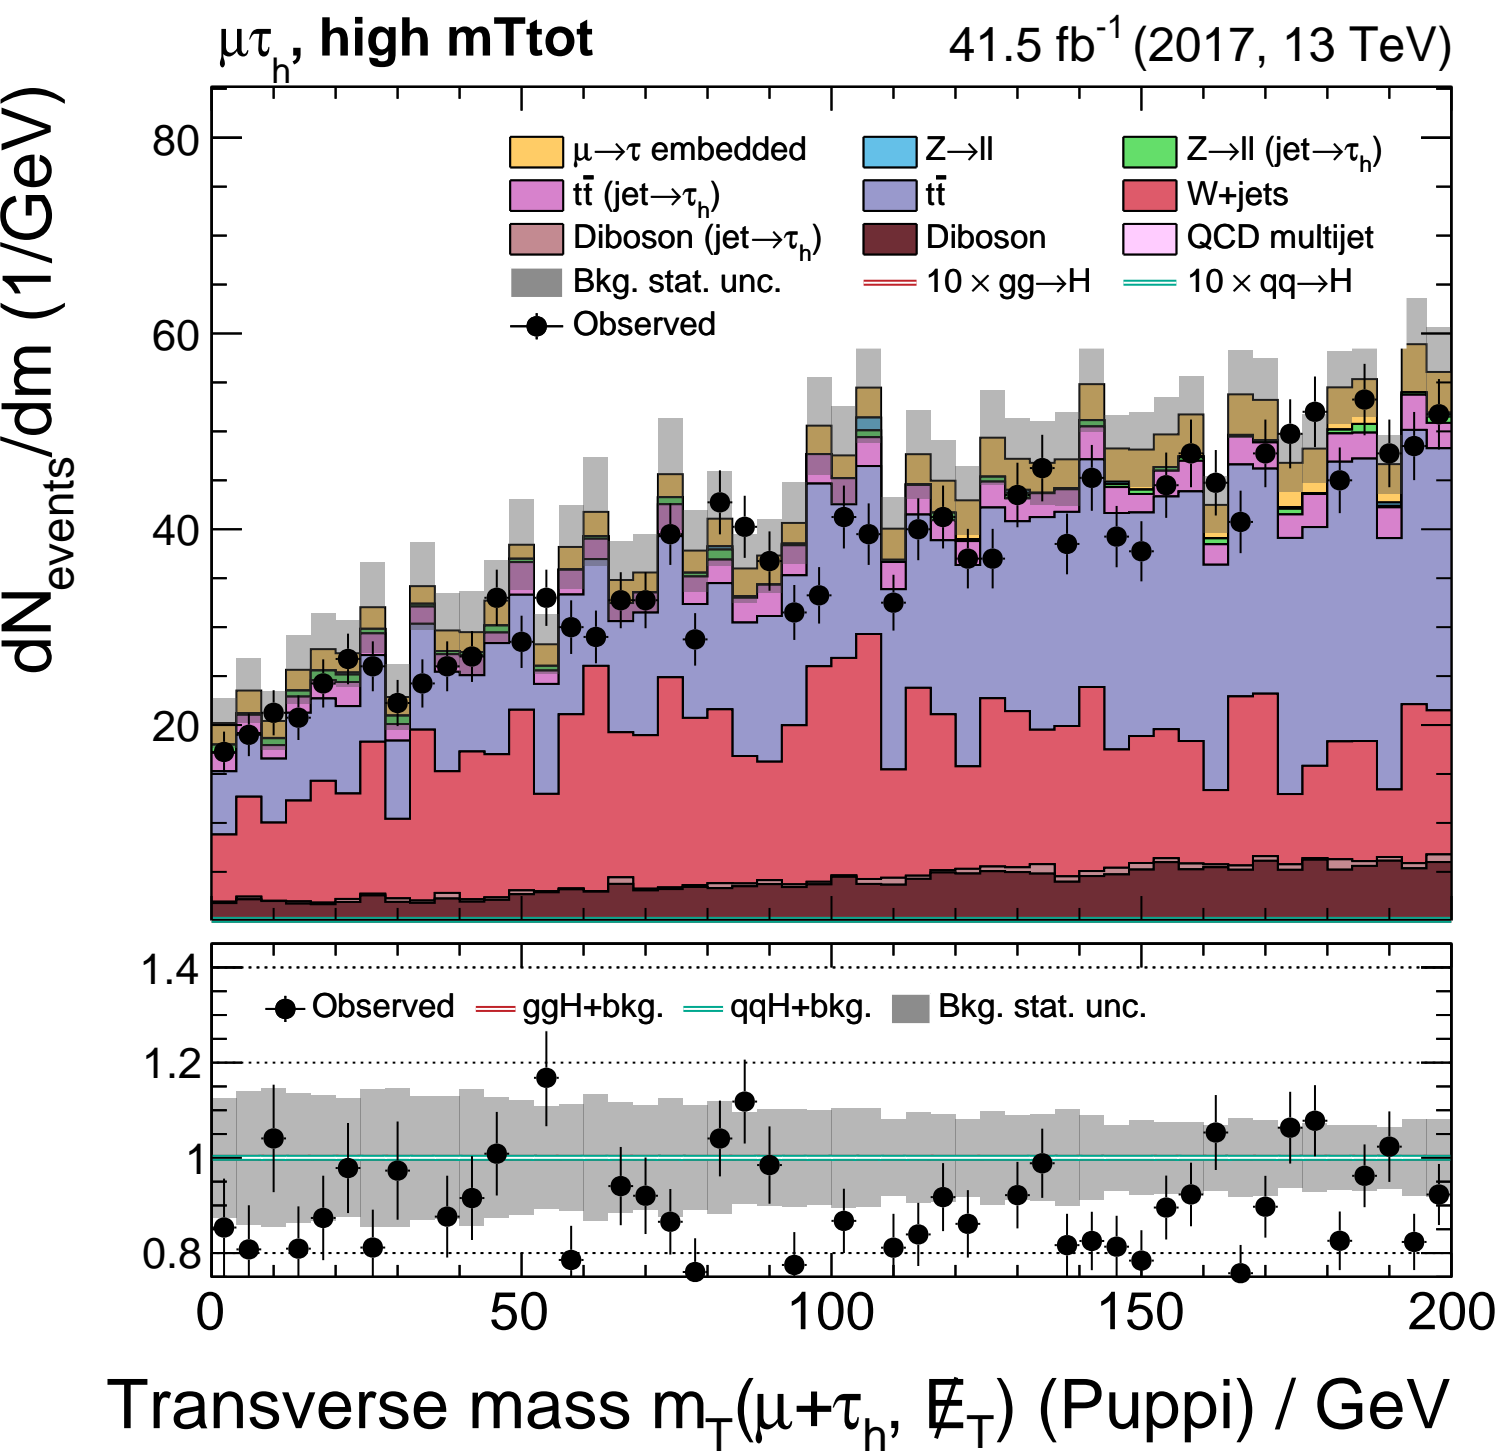 μτh, high mTtot 41.5 fb-1 (2017, 13 TeV)
dNevents/dm (1/GeV)
80
60
40
20
μ→τ embedded Z→ll Z→ll (jet→τh)
tt̄ (jet→τh) tt̄ W+jets
Diboson (jet→τh) Diboson QCD multijet
Bkg. stat. unc. 10 × gg→H 10 × qq→H
Observed
1.4
1.2
1
0.8
Observed ggH+bkg. qqH+bkg. Bkg. stat. unc.
0 50 100 150 200
Transverse mass mT(μ+τh, E̸T) (Puppi) / GeV